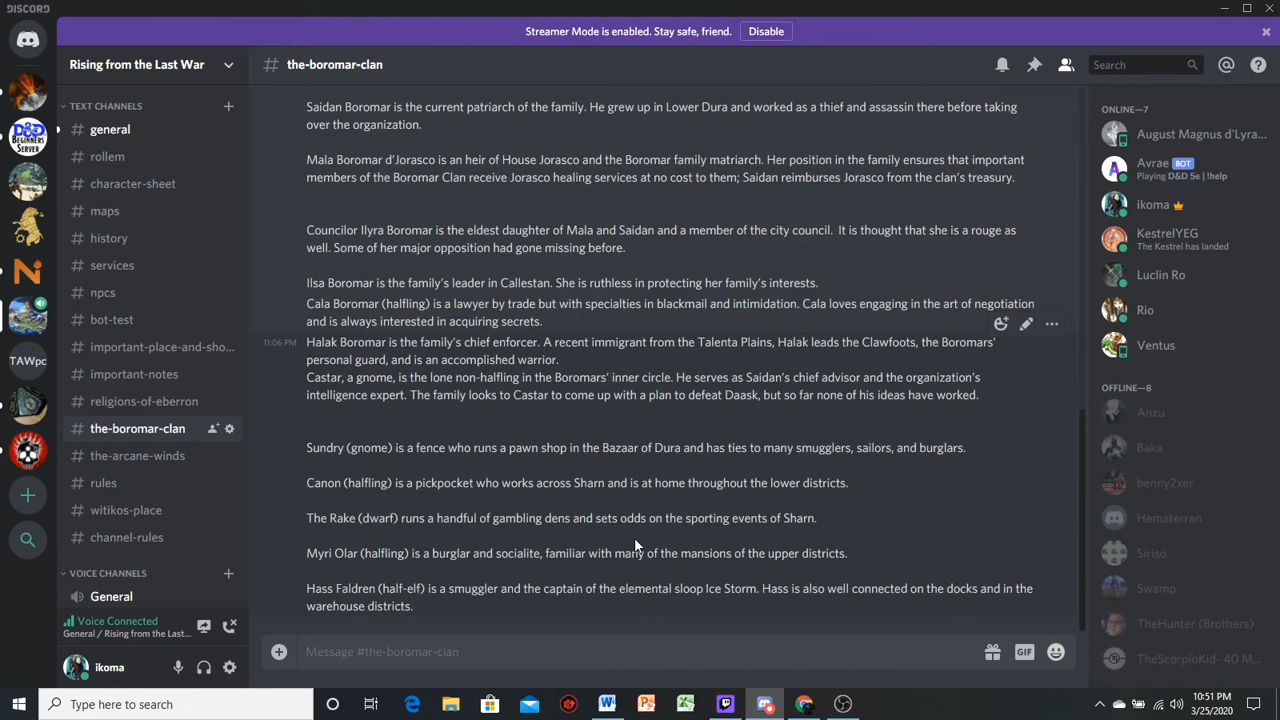 DISCORD
Streamer Mode is enabled. Stay safe, friend.
Disable
Rising from the Last War
# the-boromar-clan
Search
TEXT CHANNELS
# general
# rollem
# character-sheet
# maps
# history
# services
# npcs
# bot-test
# important-place-and-sho...
# important-notes
# religions-of-eberron
# the-boromar-clan
# the-arcane-winds
# rules
# witikos-place
# channel-rules
VOICE CHANNELS
General
Voice Connected
General / Rising from the Last...
ikoma
D&D
BEGINNERS
SERVER
TAWpc
Saidan Boromar is the current patriarch of the family. He grew up in Lower Dura and worked as a thief and assassin there before taking
over the organization.
Mala Boromar d'Jorasco is an heir of House Jorasco and the Boromar family matriarch. Her position in the family ensures that important
members of the Boromar Clan receive Jorasco healing services at no cost to them; Saidan reimburses Jorasco from the clan's treasury.
Councilor Ilyra Boromar is the eldest daughter of Mala and Saidan and a member of the city council. It is thought that she is a rouge as
well. Some of her major opposition had gone missing before.
Ilsa Boromar is the family's leader in Callestan. She is ruthless in protecting her family's interests.
Cala Boromar (halfling) is a lawyer by trade but with specialties in blackmail and intimidation. Cala loves engaging in the art of negotiation
and is always interested in acquiring secrets.
11:06 PM
Halak Boromar is the family's chief enforcer. A recent immigrant from the Talenta Plains, Halak leads the Clawfoots, the Boromars'
personal guard, and is an accomplished warrior.
Castar, a gnome, is the lone non-halfling in the Boromars' inner circle. He serves as Saidan's chief advisor and the organization's
intelligence expert. The family looks to Castar to come up with a plan to defeat Daask, but so far none of his ideas have worked.
Sundry (gnome) is a fence who runs a pawn shop in the Bazaar of Dura and has ties to many smugglers, sailors, and burglars.
Canon (halfling) is a pickpocket who works across Sharn and is at home throughout the lower districts.
The Rake (dwarf) runs a handful of gambling dens and sets odds on the sporting events of Sharn.
Myri Olar (halfling) is a burglar and socialite, familiar with many of the mansions of the upper districts.
Hass Faldren (half-elf) is a smuggler and the captain of the elemental sloop Ice Storm. Hass is also well connected on the docks and in the
warehouse districts.
Message #the-boromar-clan
GIF
ONLINE—7
August Magnus d'Lyra...
Avrae BOT
Playing D&D 5e | !help
ikoma
KestrelYEG
The Kestrel has landed
Luclin Ro
Rio
Ventus
OFFLINE—8
Anzu
Baka
benny2xer
Hematerran
Siriso
Swamp
TheHunter (Brothers)
TheScorpioKid- 40 M...
Type here to search
10:51 PM
3/25/2020